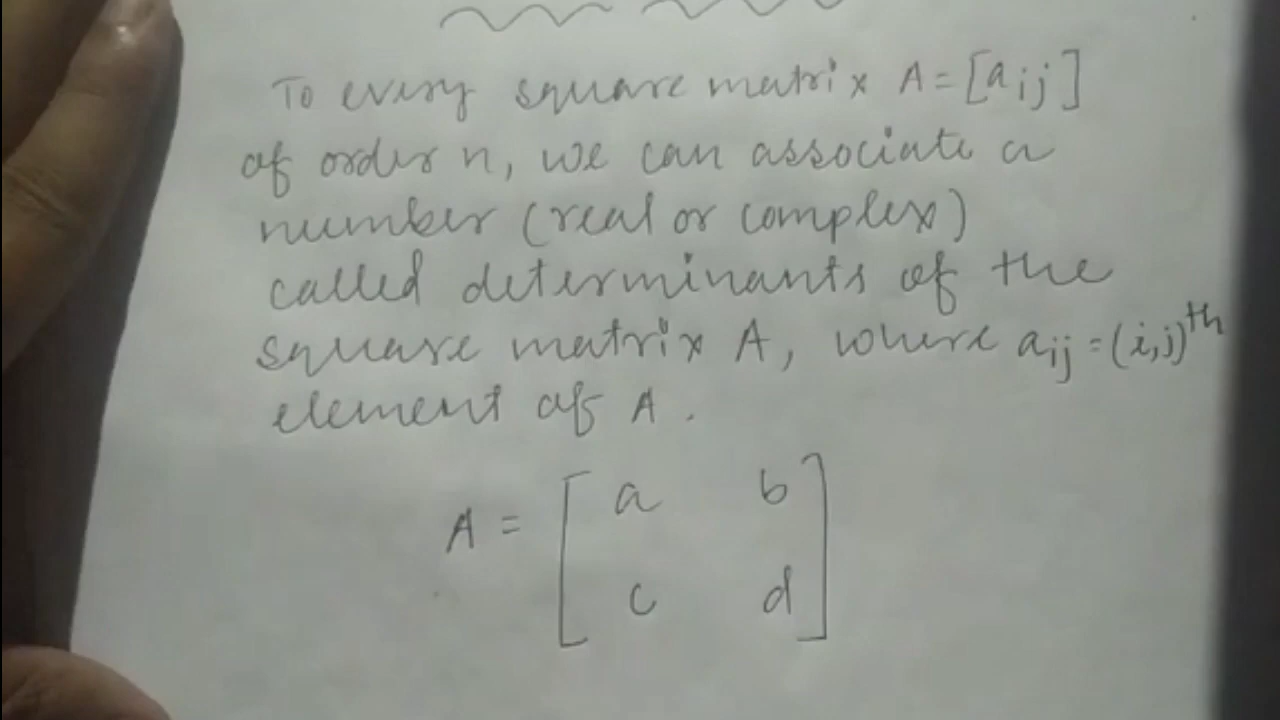 To every square matrix A = [aij]
of order n, we can associate a
number (real or complex)
called determinants of the
square matrix A, where aij = (i,j)th
element of A.
A = [ a b
c d ]